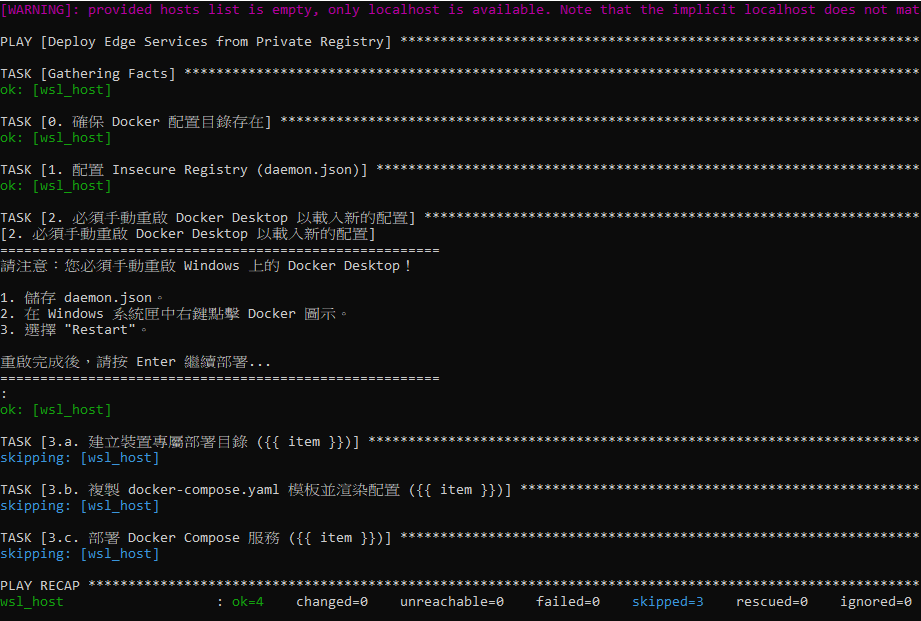 [WARNING]: provided hosts list is empty, only localhost is available. Note that the implicit localhost does not mat
PLAY [Deploy Edge Services from Private Registry] *****************************************************************
TASK [Gathering Facts] ********************************************************************************************
ok: [wsl_host]
TASK [0. 確保 Docker 配置目錄存在] ********************************************************************************
ok: [wsl_host]
TASK [1. 配置 Insecure Registry (daemon.json)] ********************************************************************
ok: [wsl_host]
TASK [2. 必須手動重啟 Docker Desktop 以載入新的配置] **************************************************************
[2. 必須手動重啟 Docker Desktop 以載入新的配置]
=======================================================
請注意：您必須手動重啟 Windows 上的 Docker Desktop！
1. 儲存 daemon.json。
2. 在 Windows 系統匣中右鍵點擊 Docker 圖示。
3. 選擇 "Restart"。
重啟完成後，請按 Enter 繼續部署...
=======================================================
:
ok: [wsl_host]
TASK [3.a. 建立裝置專屬部署目錄 ({{ item }})] *********************************************************************
skipping: [wsl_host]
TASK [3.b. 複製 docker-compose.yaml 模板並渲染配置 ({{ item }})] **************************************************
skipping: [wsl_host]
TASK [3.c. 部署 Docker Compose 服務 ({{ item }})] *****************************************************************
skipping: [wsl_host]
PLAY RECAP ********************************************************************************************************
wsl_host                   : ok=4    changed=0    unreachable=0    failed=0    skipped=3    rescued=0    ignored=0